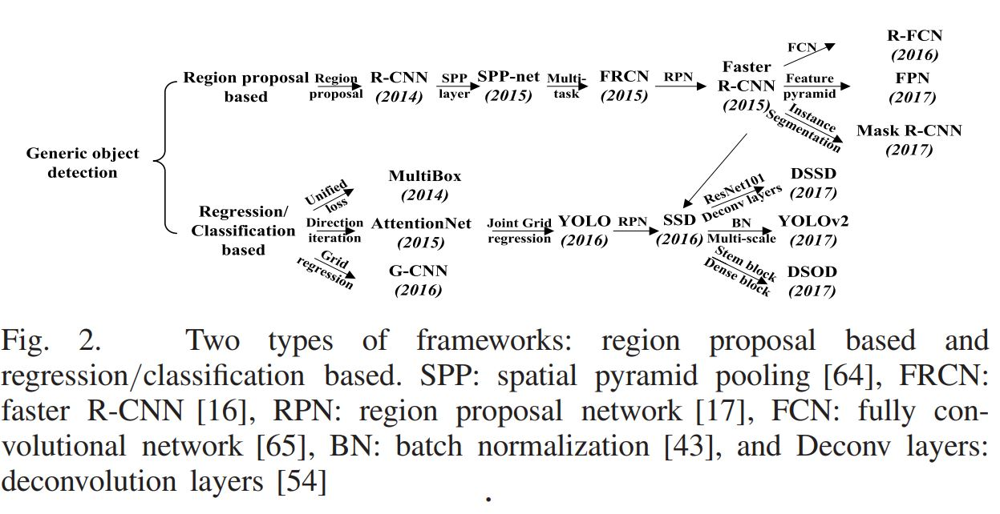 Generic object
detection
Region proposal
based
Region
proposal
R-CNN
(2014)
SPP
layer
SPP-net
(2015)
Multi-
task
FRCN
(2015)
RPN
Faster
R-CNN
(2015)
FCN
R-FCN
(2016)
Feature
pyramid
FPN
(2017)
Instance
Segmentation
Mask R-CNN
(2017)
Regression/
Classification
based
Unified
loss
MultiBox
(2014)
Direction
iteration
AttentionNet
(2015)
Grid
regression
G-CNN
(2016)
Joint Grid
regression
YOLO
(2016)
RPN
SSD
(2016)
ResNet101
Deconv layers
DSSD
(2017)
BN
Multi-scale
YOLOv2
(2017)
Stem block
Dense block
DSOD
(2017)
Fig. 2. Two types of frameworks: region proposal based and
regression/classification based. SPP: spatial pyramid pooling [64], FRCN:
faster R-CNN [16], RPN: region proposal network [17], FCN: fully con-
volutional network [65], BN: batch normalization [43], and Deconv layers:
deconvolution layers [54]
.